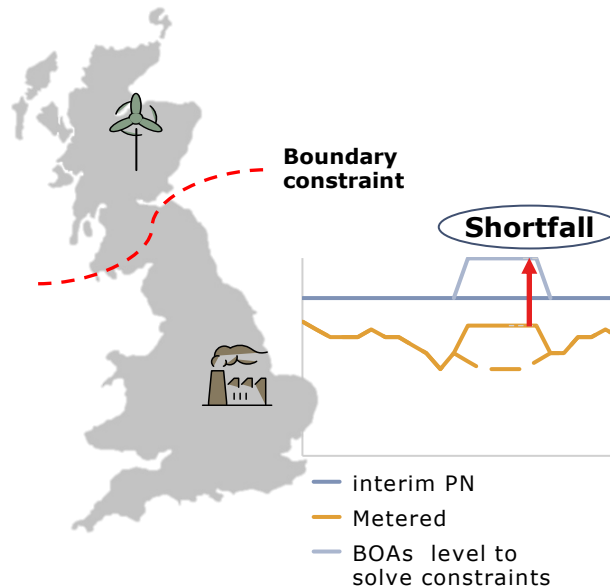 Boundary
constraint
Shortfall
interim PN
Metered
BOAs level to
solve constraints